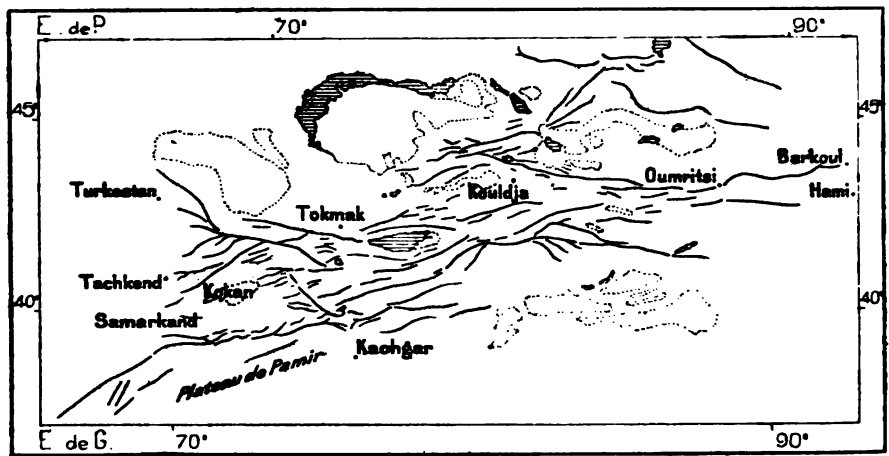 E. de P. 70° 90°
45° 45°
Barkoul
Turkestan Kouldja Oumritsi Hami
Tokmak
Tachkend Kokan
40° 40°
Samarkand
Kachgar
Plateau de Pamir
E de G. 70° 90°